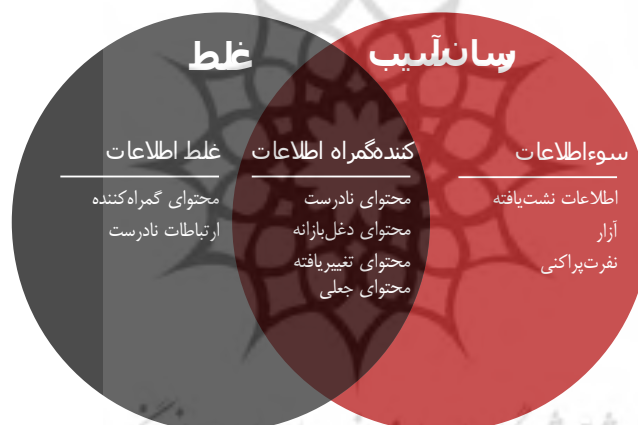 غلط
آسیب‌رسان
غلط اطلاعات
محتوای گمراه‌کننده
ارتباطات نادرست
اطلاعات گمراه‌کننده
محتوای نادرست
محتوای دغل‌بازانه
محتوای تغییریافته
محتوای جعلی
سوءاطلاعات
اطلاعات نشت‌یافته
آزار
نفرت‌پراکنی